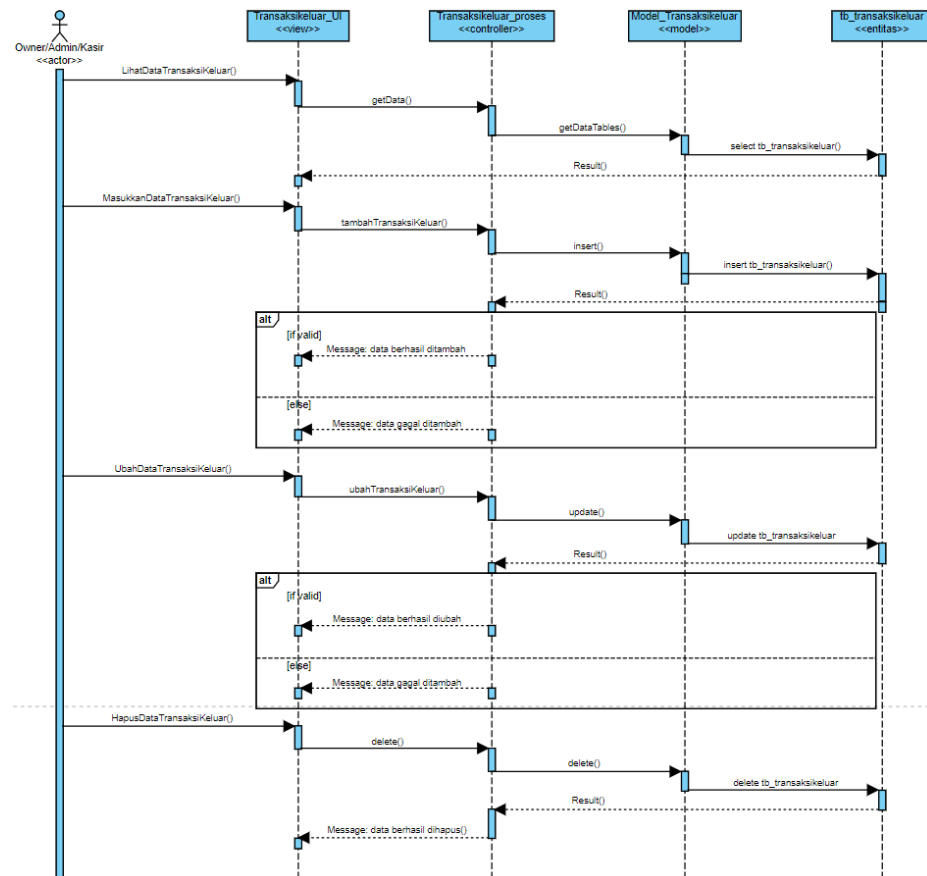 Transaksikeluar_UI
<<view>>
Transaksikeluar_proses
<<controller>>
Model_Transaksikeluar
<<model>>
tb_transaksikeluar
<<entitas>>
Owner/Admin/Kasir
<<actor>>
LihatDataTransaksiKeluar()
getData()
getDataTables()
select tb_transaksikeluar()
Result()
MasukkanDataTransaksiKeluar()
tambahTransaksiKeluar()
insert()
insert tb_transaksikeluar()
Result()
alt
[if valid]
Message: data berhasil ditambah
[else]
Message: data gagal ditambah
UbahDataTransaksiKeluar()
ubahTransaksiKeluar()
update()
update tb_transaksikeluar
Result()
alt
[if valid]
Message: data berhasil diubah
[else]
Message: data gagal ditambah
HapusDataTransaksiKeluar()
delete()
delete()
delete tb_transaksikeluar
Result()
Message: data berhasil dihapus()